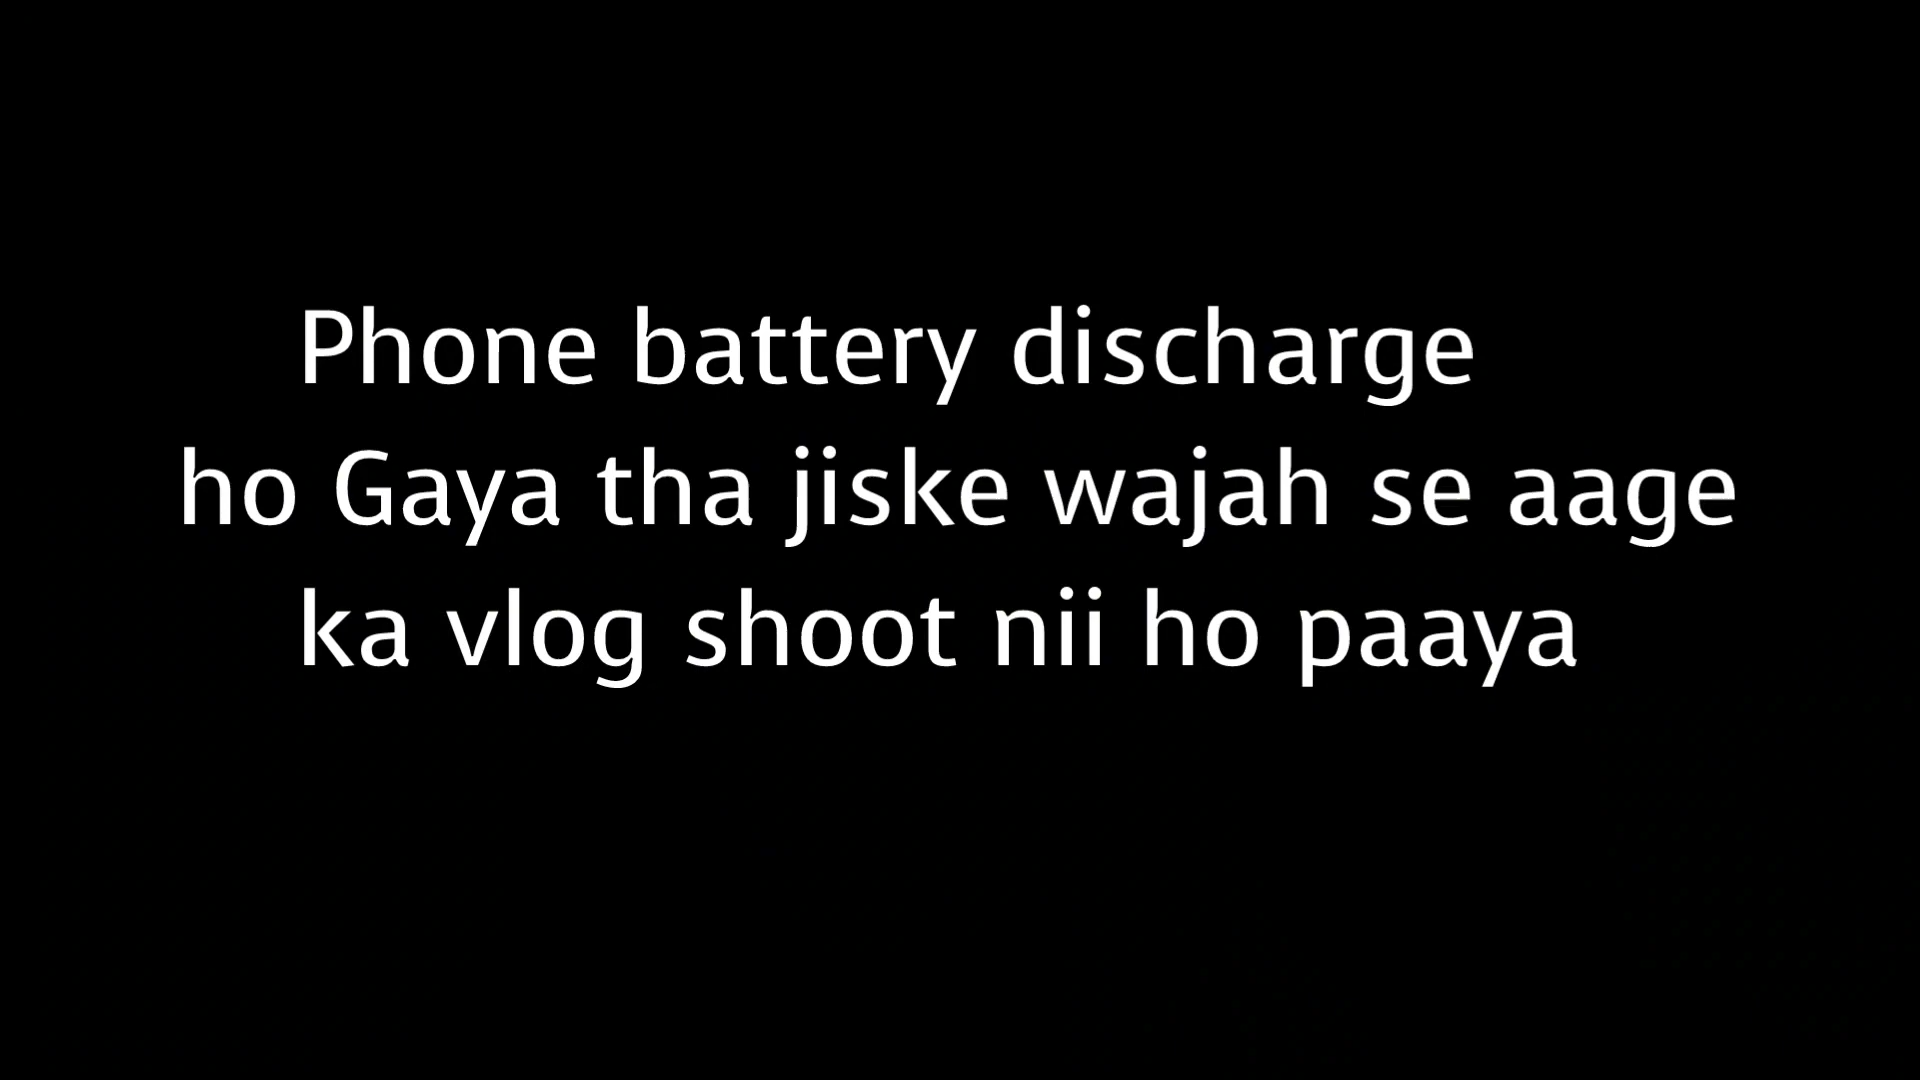 Phone battery discharge
ho Gaya tha jiske wajah se aage
ka vlog shoot nii ho paaya